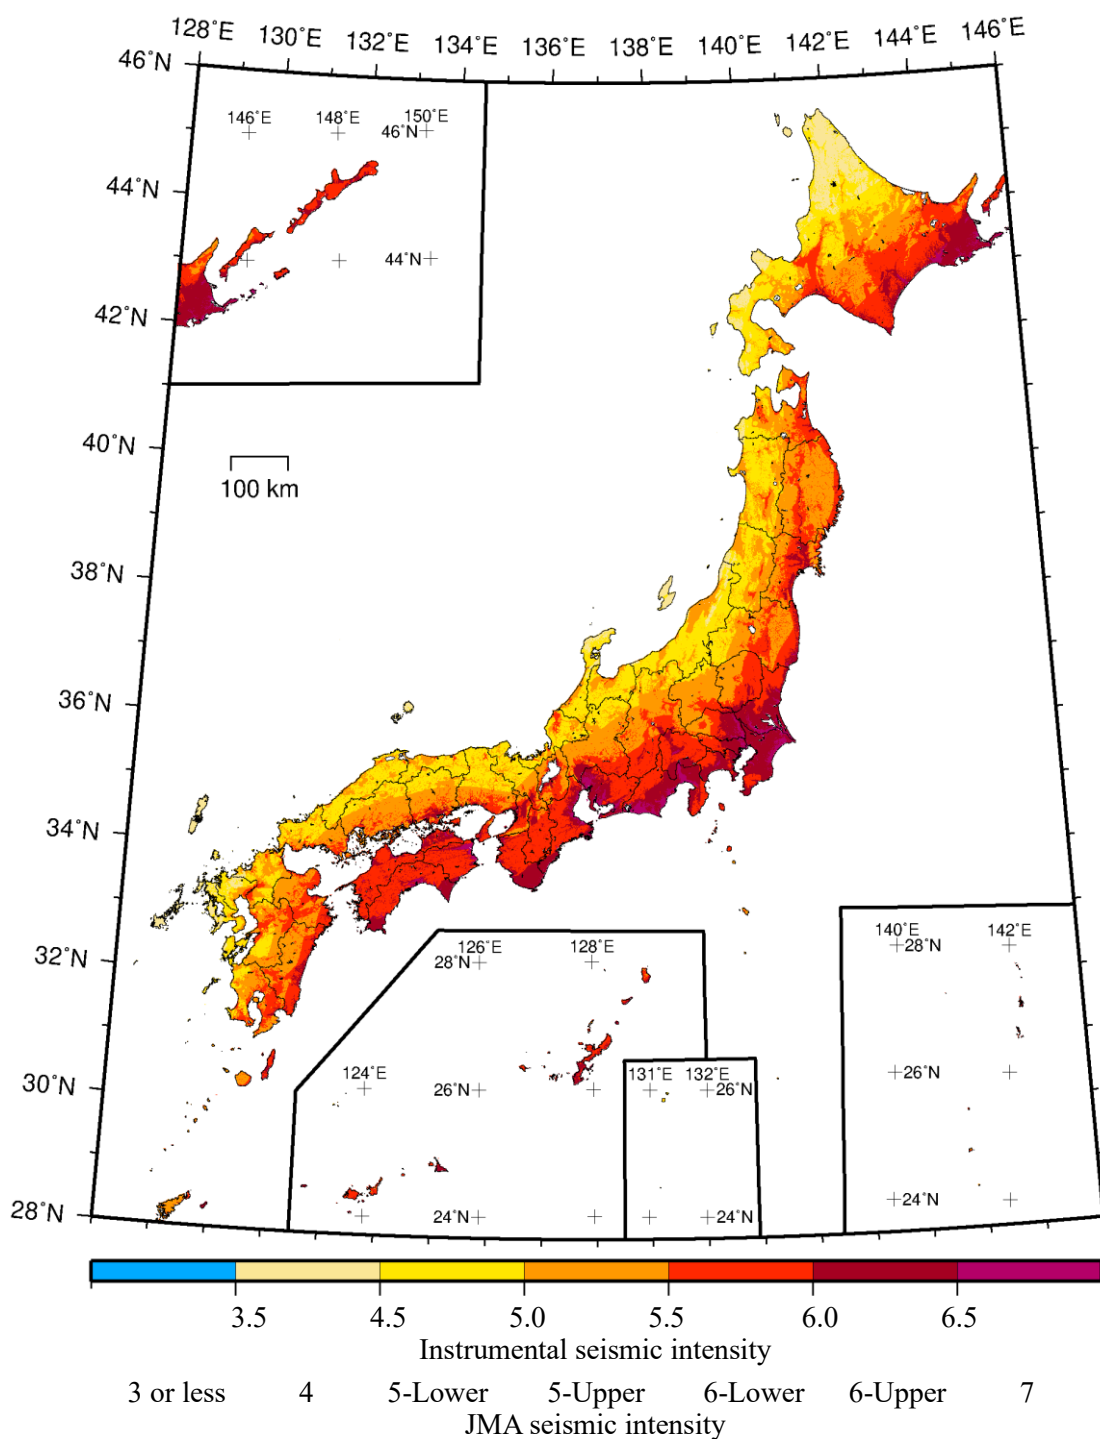 128°E 130°E 132°E 134°E 136°E 138°E 140°E 142°E 144°E 146°E
46°N
146°E 148°E 150°E
46°N
44°N
44°N
42°N
40°N
100 km
38°N
36°N
34°N
32°N
126°E 128°E
28°N
140°E 142°E
28°N
124°E
26°N
131°E 132°E
26°N
26°N
30°N
24°N
24°N
24°N
28°N
3.5 4.5 5.0 5.5 6.0 6.5
Instrumental seismic intensity
3 or less 4 5-Lower 5-Upper 6-Lower 6-Upper 7
JMA seismic intensity